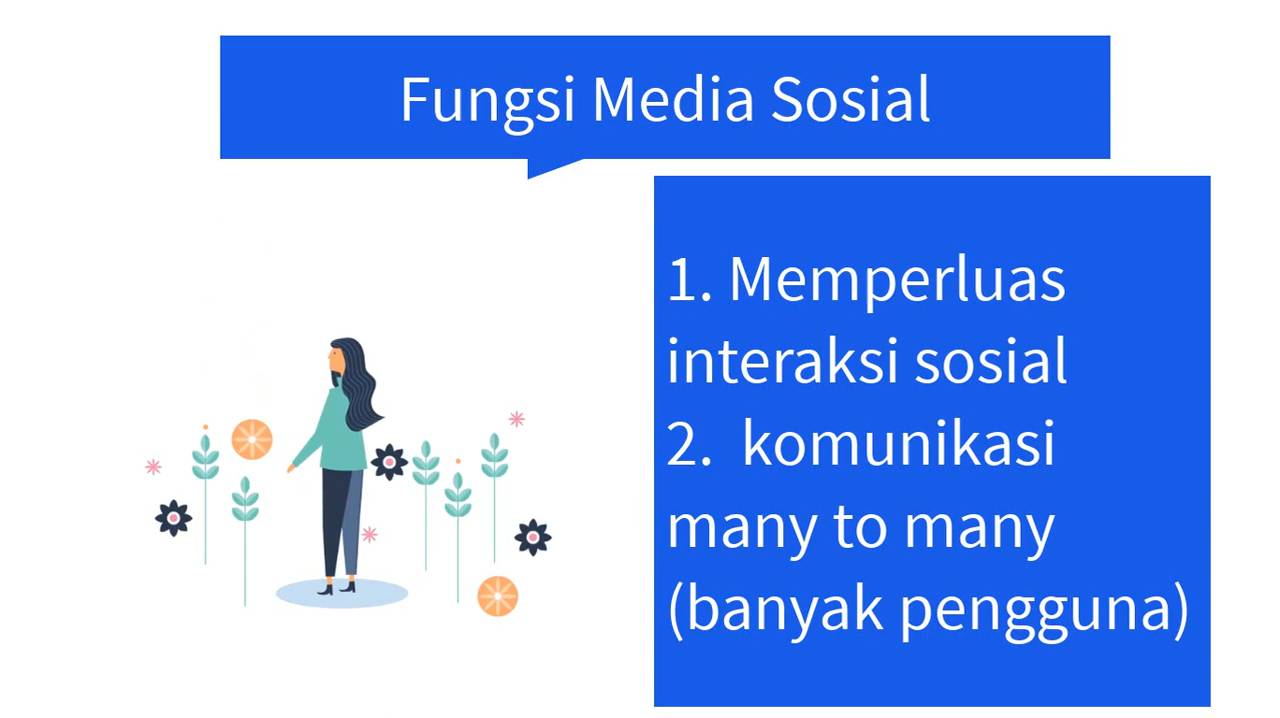 Fungsi Media Sosial
1. Memperluas
interaksi sosial
2.  komunikasi
many to many
(banyak pengguna)